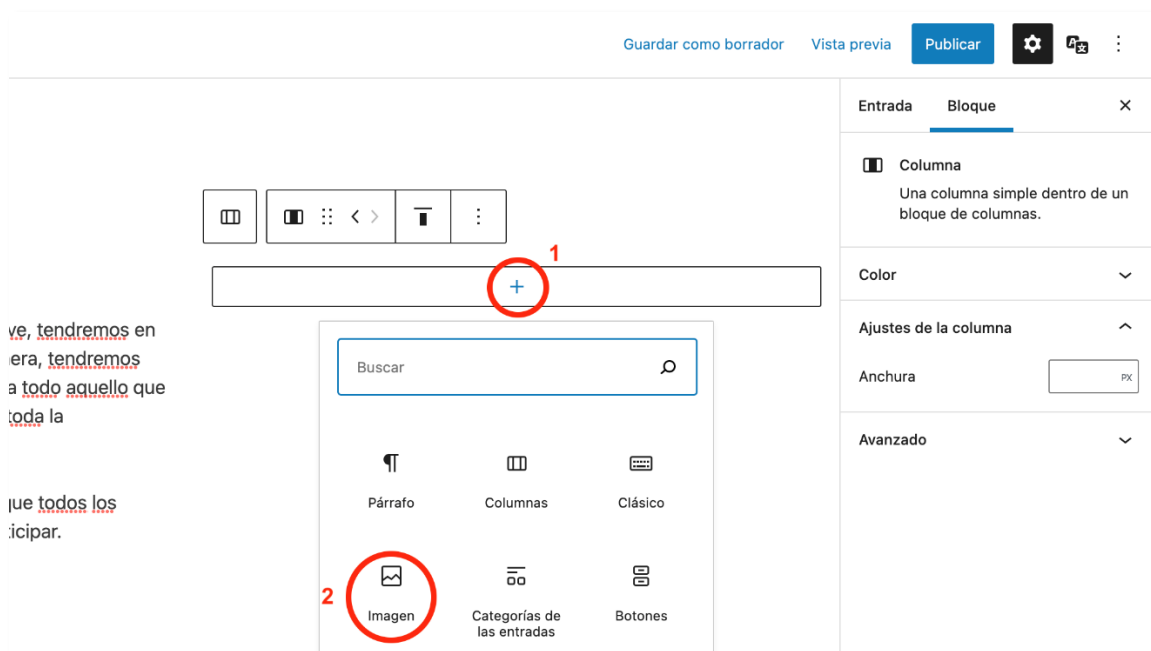 Guardar como borrador Vista previa Publicar
Entrada Bloque
Columna
Una columna simple dentro de un
bloque de columnas.
1
Color
ve, tendremos en
era, tendremos
a todo aquello que
toda la
Buscar
Ajustes de la columna
Anchura PX
Avanzado
Párrafo Columnas Clásico
que todos los
ticipar.
2
Imagen Categorías de Botones
las entradas